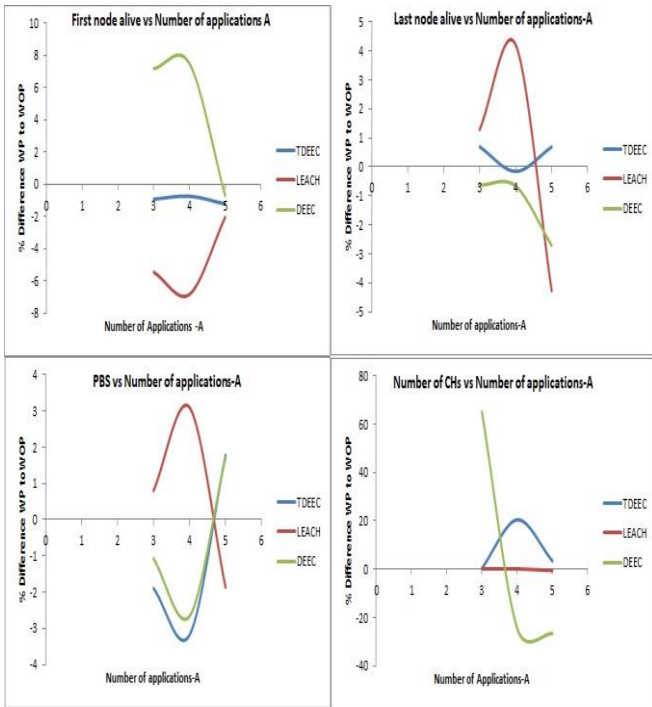 First node alive vs Number of applications A
% Difference WP to WOP
10
8
6
4
2
0
-2
-4
-6
-8
0 1 2 3 4 5 6
TDEEC
LEACH
DEEC
Number of Applications -A
Last node alive vs Number of applications-A
% Difference WP to WOP
5
4
3
2
1
0
-1
-2
-3
-4
-5
0 1 2 3 4 5 6
TDEEC
LEACH
DEEC
Number of applications-A
PBS vs Number of applications-A
% Difference WP toWOP
4
3
2
1
0
-1
-2
-3
-4
0 1 2 3 4 5 6
TDEEC
LEACH
DEEC
Number of applications-A
Number of CHs vs Number of applications-A
% Difference WP to WOP
80
60
40
20
0
-20
-40
0 1 2 3 4 5 6
TDEEC
LEACH
DEEC
Number of Applications-A